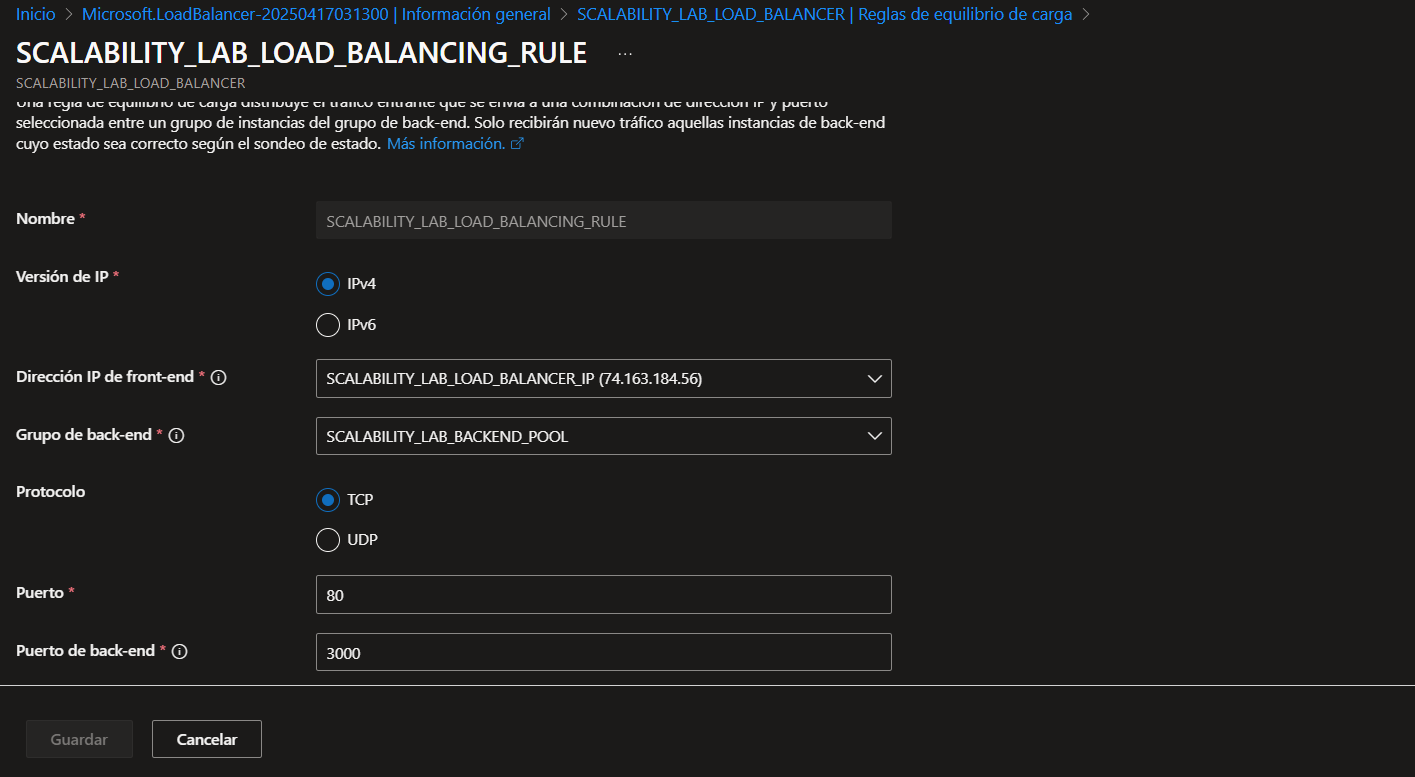 Inicio > Microsoft.LoadBalancer-20250417031300 | Información general > SCALABILITY_LAB_LOAD_BALANCER | Reglas de equilibrio de carga >
SCALABILITY_LAB_LOAD_BALANCING_RULE ...
SCALABILITY_LAB_LOAD_BALANCER
Una regla de equilibrio de carga distribuye el tráfico entrante que se envía a una combinación de dirección IP y puerto
seleccionada entre un grupo de instancias del grupo de back-end. Solo recibirán nuevo tráfico aquellas instancias de back-end
cuyo estado sea correcto según el sondeo de estado. Más información.
Nombre * SCALABILITY_LAB_LOAD_BALANCING_RULE
Versión de IP * IPv4
IPv6
Dirección IP de front-end * SCALABILITY_LAB_LOAD_BALANCER_IP (74.163.184.56)
Grupo de back-end * SCALABILITY_LAB_BACKEND_POOL
Protocolo TCP
UDP
Puerto * 80
Puerto de back-end * 3000
Guardar Cancelar